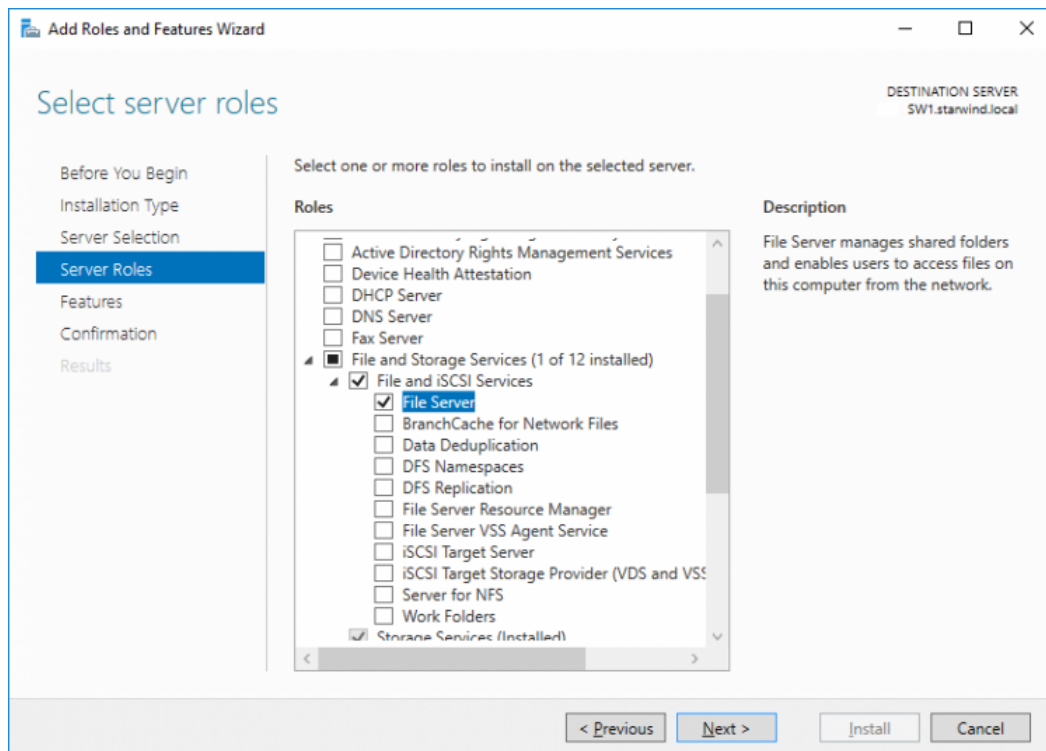 Add Roles and Features Wizard
Select server roles
DESTINATION SERVER
SW1.starwind.local
Before You Begin
Installation Type
Server Selection
Server Roles
Features
Confirmation
Results
Select one or more roles to install on the selected server.
Roles
Active Directory Rights Management Services
Device Health Attestation
DHCP Server
DNS Server
Fax Server
File and Storage Services (1 of 12 installed)
File and iSCSI Services
File Server
BranchCache for Network Files
Data Deduplication
DFS Namespaces
DFS Replication
File Server Resource Manager
File Server VSS Agent Service
iSCSI Target Server
iSCSI Target Storage Provider (VDS and VSS
Server for NFS
Work Folders
Storage Services (Installed)
Description
File Server manages shared folders
and enables users to access files on
this computer from the network.
< Previous
Next >
Install
Cancel